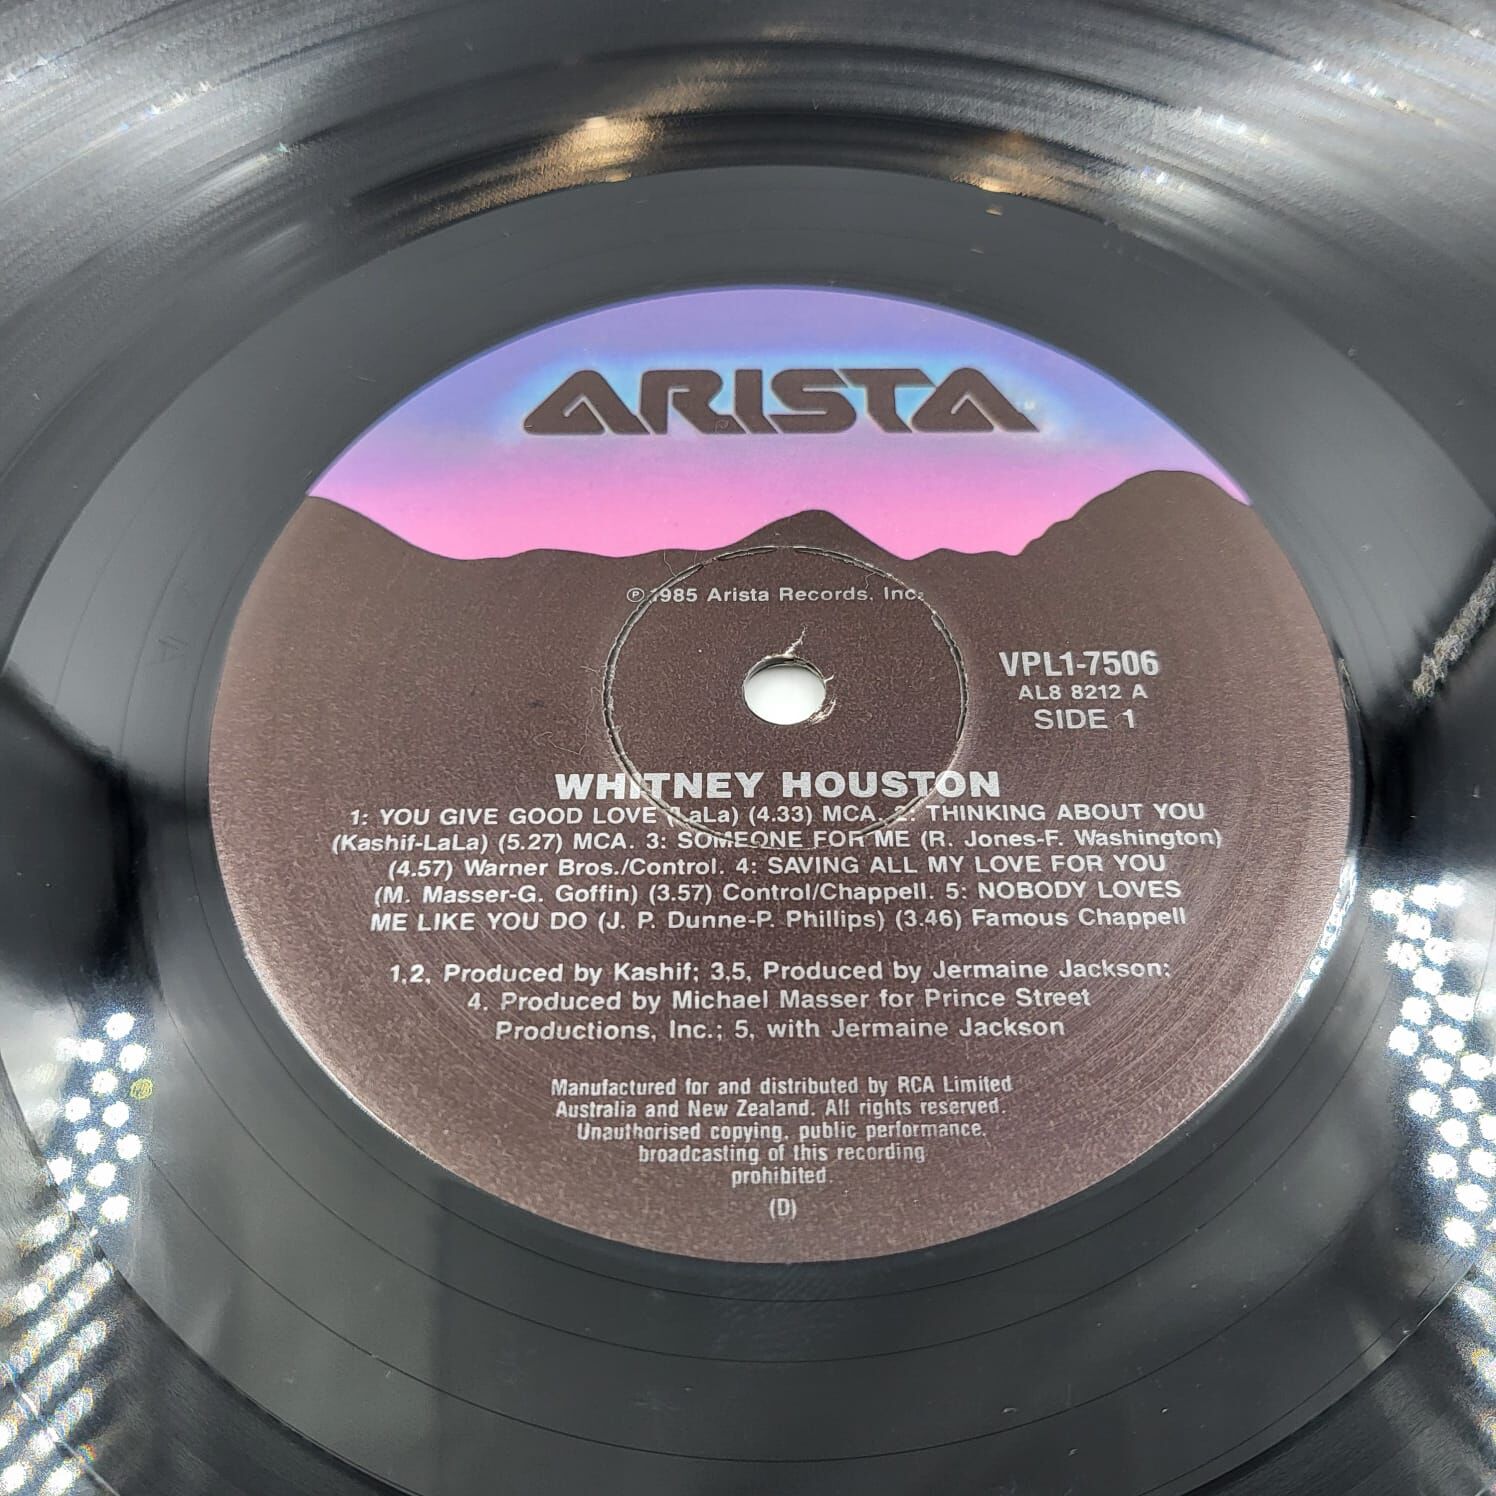 ARISTA
Ⓟ 1985 Arista Records, Inc.
VPL1-7506
AL8 8212 A
SIDE 1
WHITNEY HOUSTON
1: YOU GIVE GOOD LOVE (LaLa) (4.33) MCA. 2: THINKING ABOUT YOU
(Kashif-LaLa) (5.27) MCA. 3: SOMEONE FOR ME (R. Jones-F. Washington)
(4.57) Warner Bros./Control. 4: SAVING ALL MY LOVE FOR YOU
(M. Masser-G. Goffin) (3.57) Control/Chappell. 5: NOBODY LOVES
ME LIKE YOU DO (J. P. Dunne-P. Phillips) (3.46) Famous Chappell
1,2, Produced by Kashif; 3,5, Produced by Jermaine Jackson;
4. Produced by Michael Masser for Prince Street
Productions, Inc.; 5, with Jermaine Jackson
Manufactured for and distributed by RCA Limited
Australia and New Zealand. All rights reserved.
Unauthorised copying, public performance,
broadcasting of this recording
prohibited.
(D)